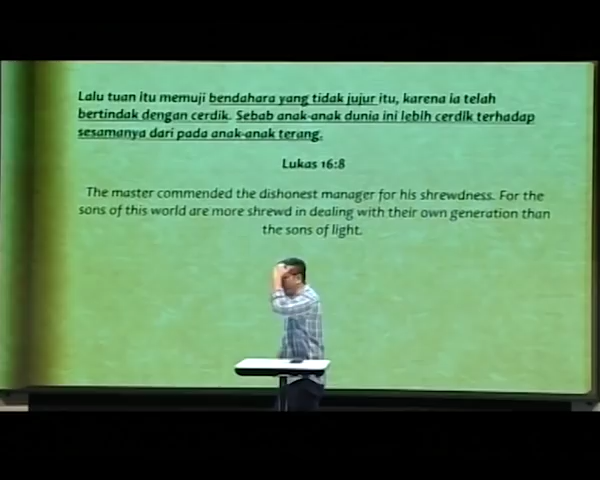 Lalu tuan itu memuji bendahara yang tidak jujur itu, karena ia telah
bertindak dengan cerdik. Sebab anak-anak dunia ini lebih cerdik terhadap
sesamanya dari pada anak-anak terang.
Lukas 16:8
The master commended the dishonest manager for his shrewdness. For the
sons of this world are more shrewd in dealing with their own generation than
the sons of light.